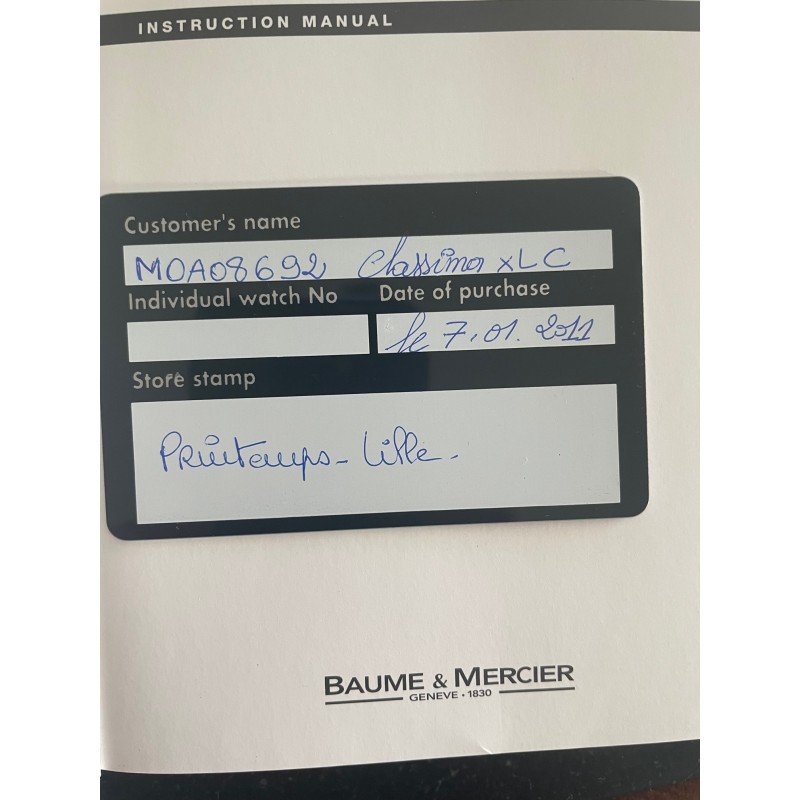 INSTRUCTION MANUAL
Customer's name
MOA08692 Classima xLC
Individual watch No Date of purchase
le 7.01.2011
Store stamp
Printemps - Lille.
BAUME & MERCIER
GENEVE · 1830